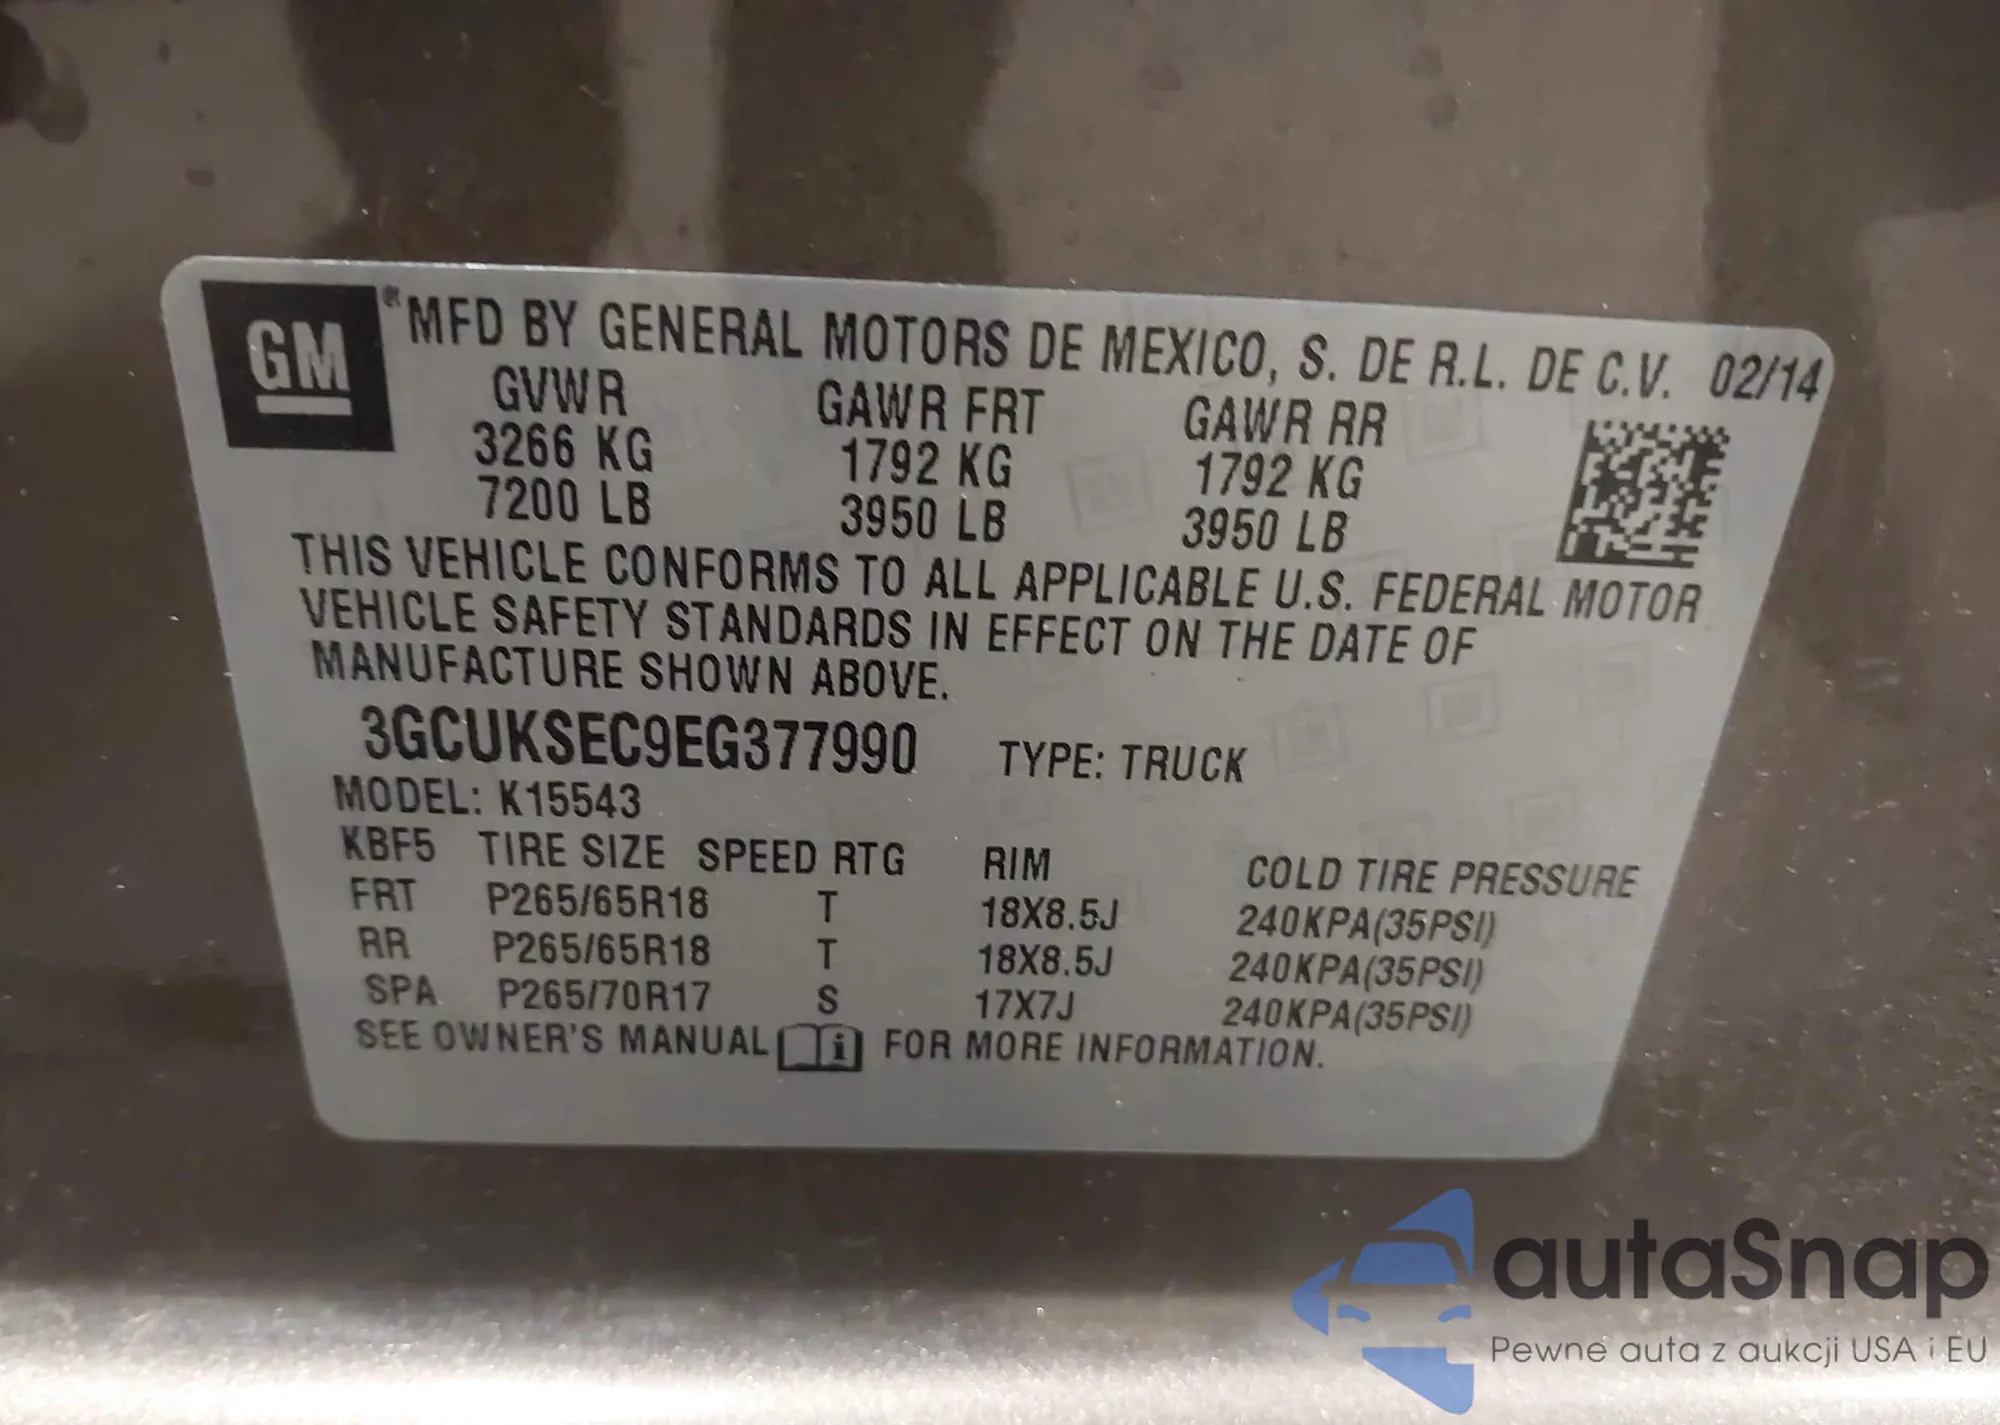 GM ® MFD BY GENERAL MOTORS DE MEXICO, S. DE R.L. DE C.V. 02/14
GVWR GAWR FRT GAWR RR
3266 KG 1792 KG 1792 KG
7200 LB 3950 LB 3950 LB
THIS VEHICLE CONFORMS TO ALL APPLICABLE U.S. FEDERAL MOTOR
VEHICLE SAFETY STANDARDS IN EFFECT ON THE DATE OF
MANUFACTURE SHOWN ABOVE.
3GCUKSEC9EG377990 TYPE: TRUCK
MODEL: K15543
KBF5 TIRE SIZE SPEED RTG RIM COLD TIRE PRESSURE
FRT P265/65R18 T 18X8.5J 240KPA(35PSI)
RR P265/65R18 T 18X8.5J 240KPA(35PSI)
SPA P265/70R17 S 17X7J 240KPA(35PSI)
SEE OWNER'S MANUAL i FOR MORE INFORMATION.
autaSnap
Pewne auta z aukcji USA i EU